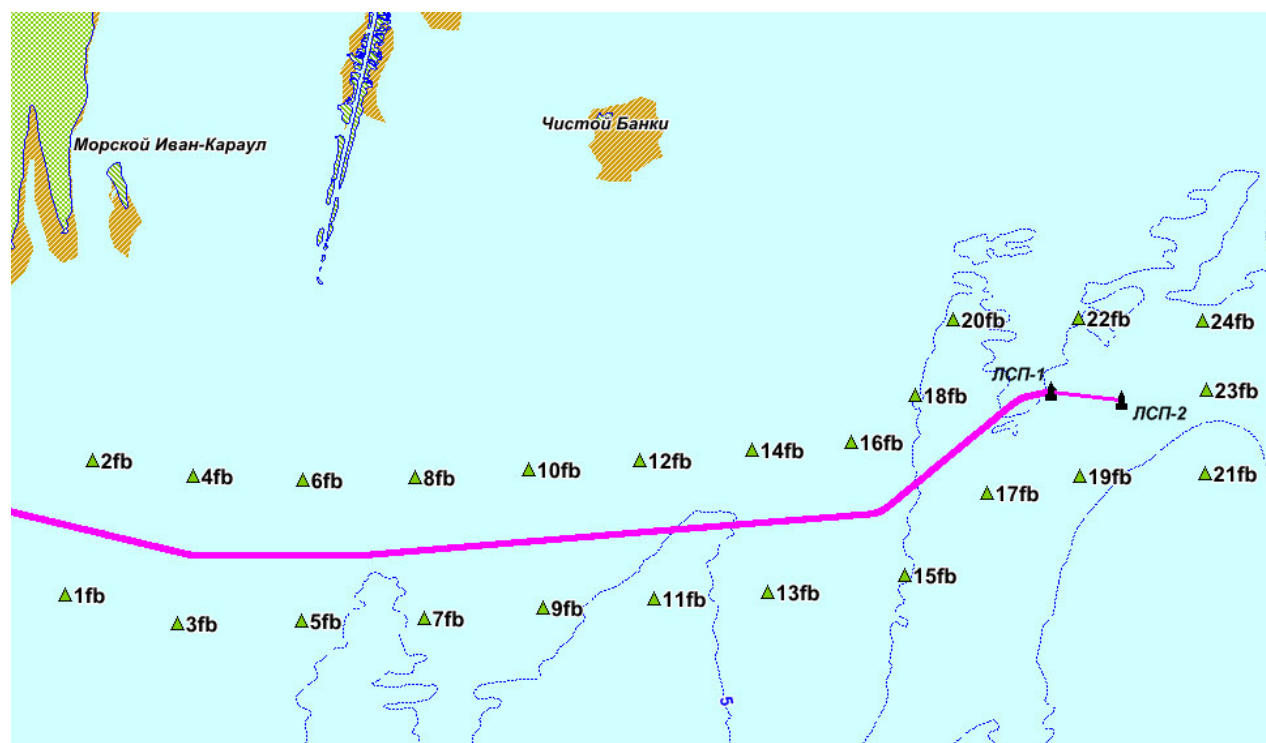 Чистой Банки
Морской Иван-Караул
20fb
22fb
24fb
ЛСП-1
18fb
23fb
ЛСП-2
2fb
4fb
6fb
8fb
10fb
12fb
14fb
16fb
17fb
19fb
21fb
1fb
3fb
5fb
7fb
9fb
11fb
13fb
15fb
5